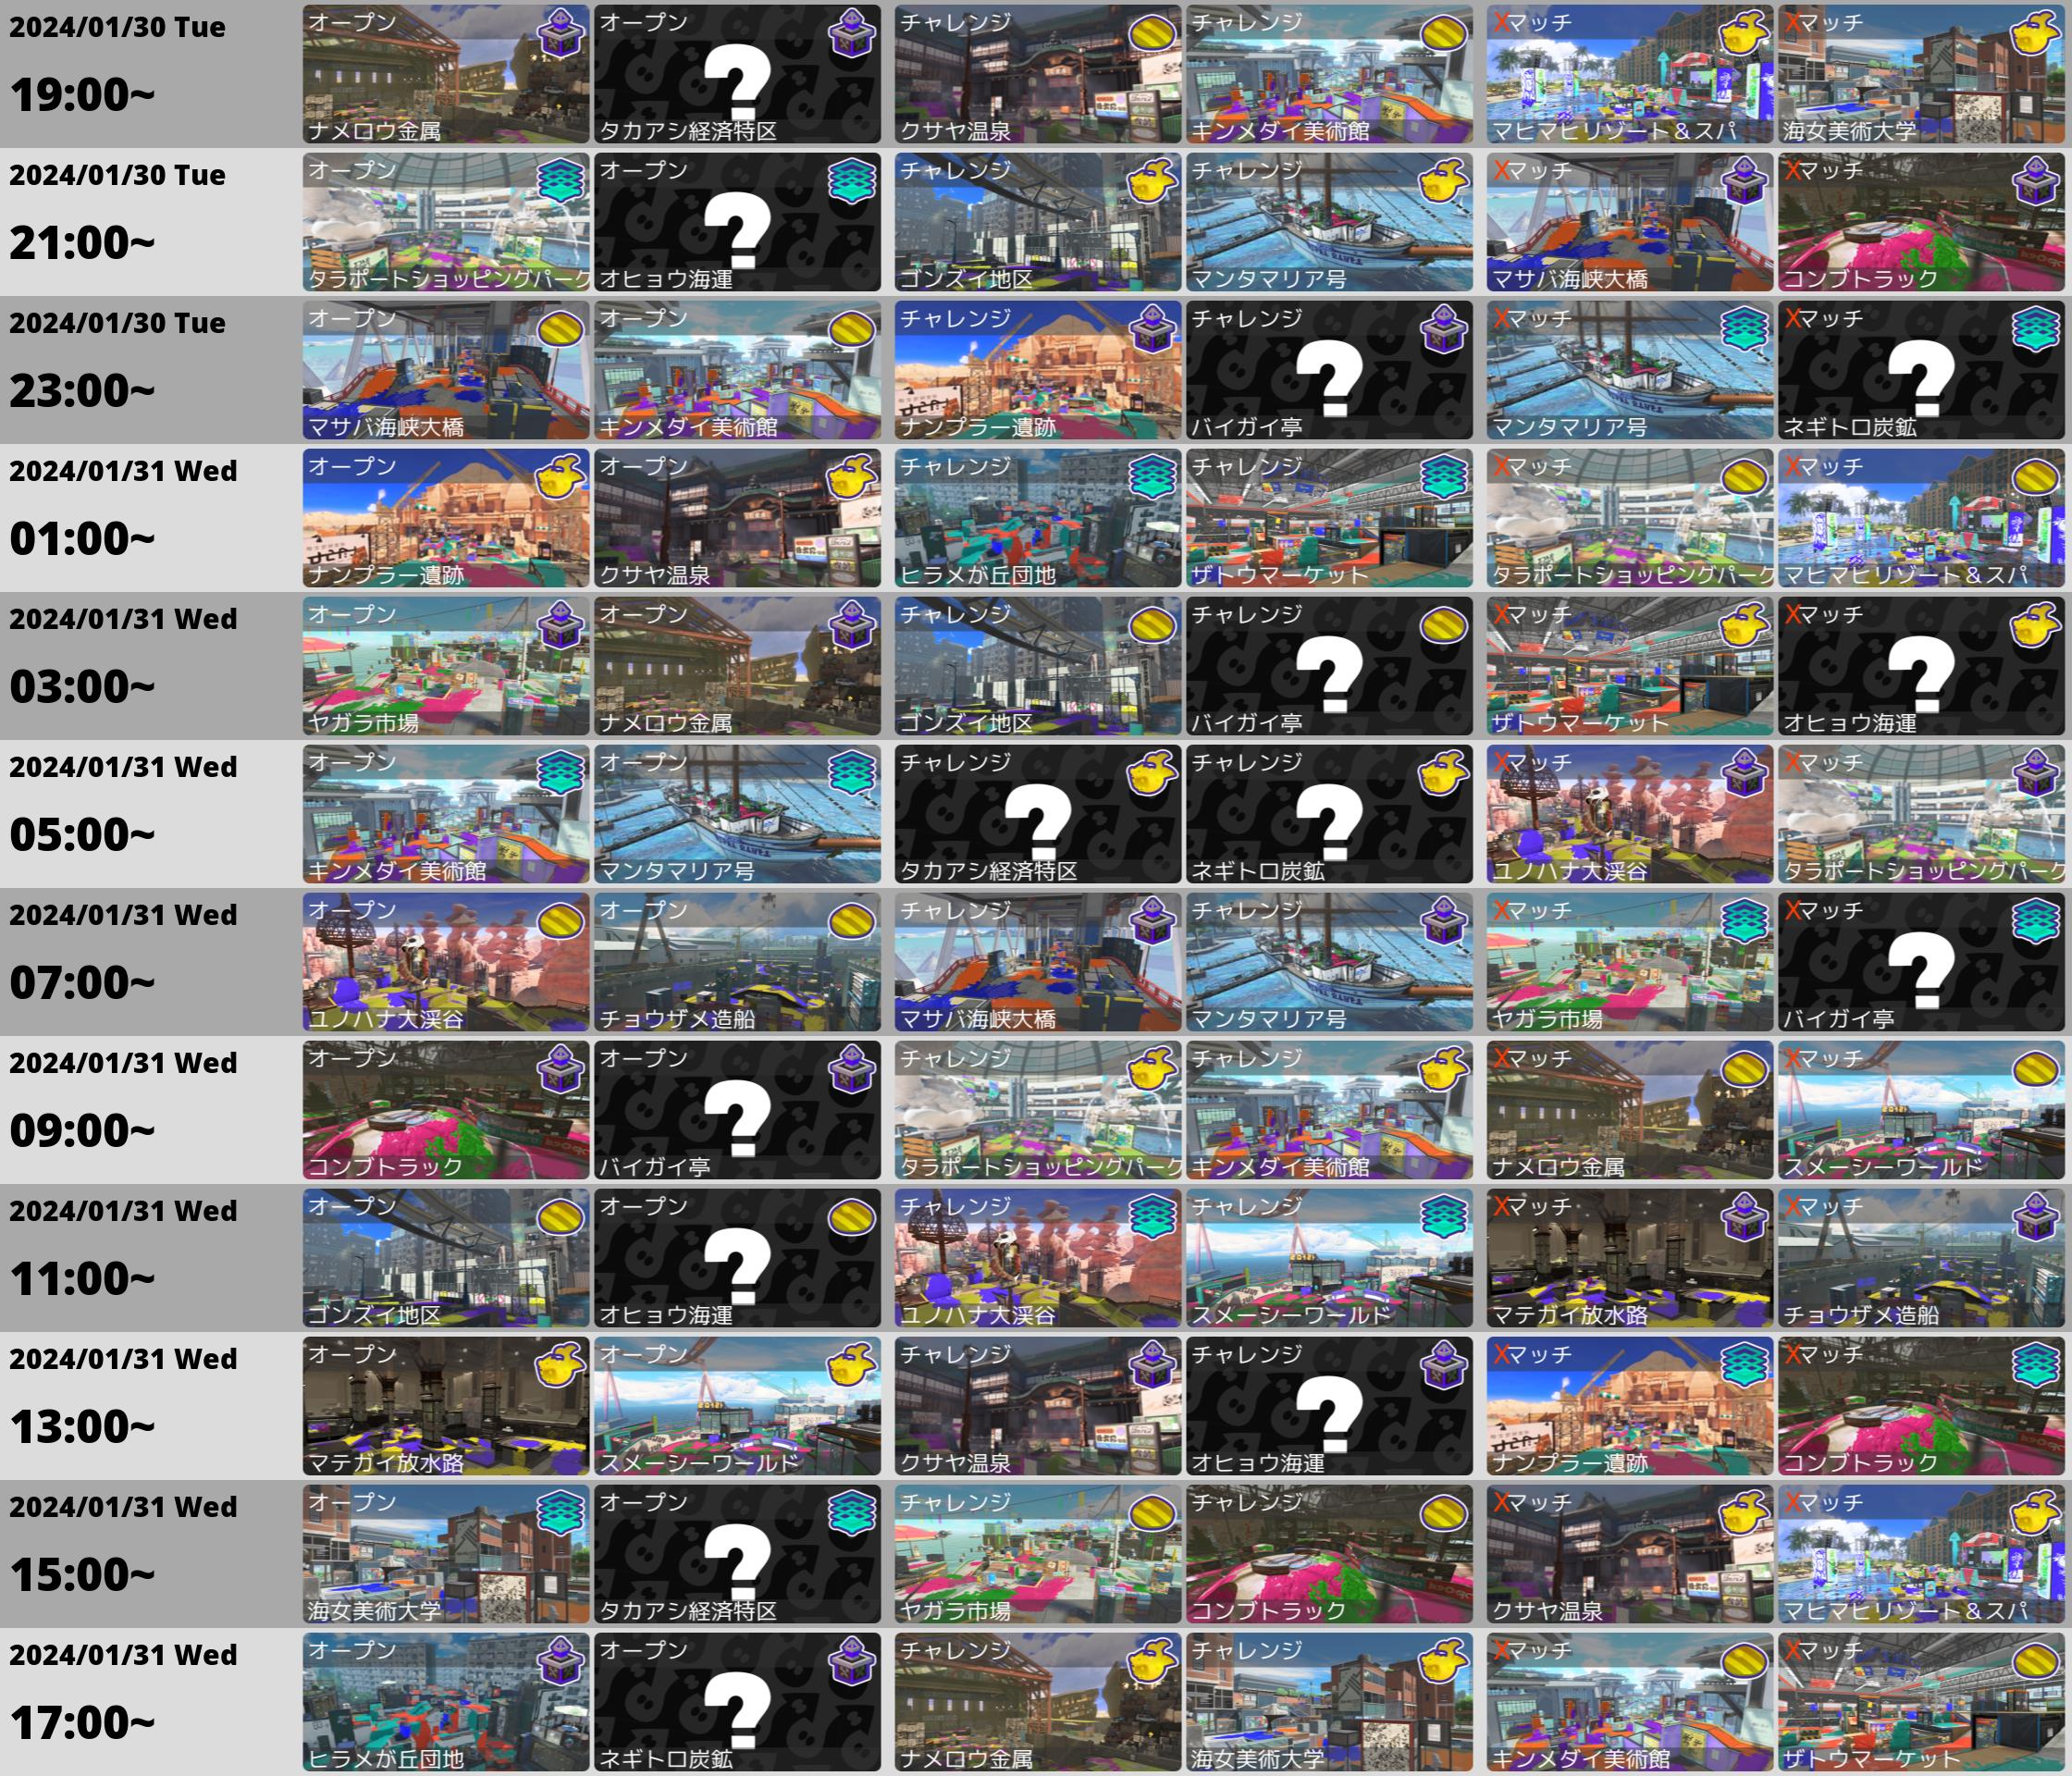 2024/01/30 Tue
19:00~
オープン オープン チャレンジ チャレンジ Xマッチ Xマッチ
ナメロウ金属 タカアシ経済特区 クサヤ温泉 キンメダイ美術館 マヒマヒリゾート＆スパ 海女美術大学
2024/01/30 Tue
21:00~
オープン オープン チャレンジ チャレンジ Xマッチ Xマッチ
タラポートショッピングパーク オヒョウ海運 ゴンズイ地区 マンタマリア号 マサバ海峡大橋 コンブトラック
2024/01/30 Tue
23:00~
オープン オープン チャレンジ チャレンジ Xマッチ Xマッチ
マサバ海峡大橋 キンメダイ美術館 ナンプラー遺跡 バイガイ亭 マンタマリア号 ネギトロ炭鉱
2024/01/31 Wed
01:00~
オープン オープン チャレンジ チャレンジ Xマッチ Xマッチ
ナンプラー遺跡 クサヤ温泉 ヒラメが丘団地 ザトウマーケット タラポートショッピングパーク マヒマヒリゾート＆スパ
2024/01/31 Wed
03:00~
オープン オープン チャレンジ チャレンジ Xマッチ Xマッチ
ヤガラ市場 ナメロウ金属 ゴンズイ地区 バイガイ亭 ザトウマーケット オヒョウ海運
2024/01/31 Wed
05:00~
オープン オープン チャレンジ チャレンジ Xマッチ Xマッチ
キンメダイ美術館 マンタマリア号 タカアシ経済特区 ネギトロ炭鉱 ユノハナ大渓谷 タラポートショッピングパーク
2024/01/31 Wed
07:00~
オープン オープン チャレンジ チャレンジ Xマッチ Xマッチ
ユノハナ大渓谷 チョウザメ造船 マサバ海峡大橋 マンタマリア号 ヤガラ市場 バイガイ亭
2024/01/31 Wed
09:00~
オープン オープン チャレンジ チャレンジ Xマッチ Xマッチ
コンブトラック バイガイ亭 タラポートショッピングパーク キンメダイ美術館 ナメロウ金属 スメーシーワールド
2024/01/31 Wed
11:00~
オープン オープン チャレンジ チャレンジ Xマッチ Xマッチ
ゴンズイ地区 オヒョウ海運 ユノハナ大渓谷 スメーシーワールド マテガイ放水路 チョウザメ造船
2024/01/31 Wed
13:00~
オープン オープン チャレンジ チャレンジ Xマッチ Xマッチ
マテガイ放水路 スメーシーワールド クサヤ温泉 オヒョウ海運 ナンプラー遺跡 コンブトラック
2024/01/31 Wed
15:00~
オープン オープン チャレンジ チャレンジ Xマッチ Xマッチ
海女美術大学 タカアシ経済特区 ヤガラ市場 コンブトラック クサヤ温泉 マヒマヒリゾート＆スパ
2024/01/31 Wed
17:00~
オープン オープン チャレンジ チャレンジ Xマッチ Xマッチ
ヒラメが丘団地 ネギトロ炭鉱 ナメロウ金属 海女美術大学 キンメダイ美術館 ザトウマーケット